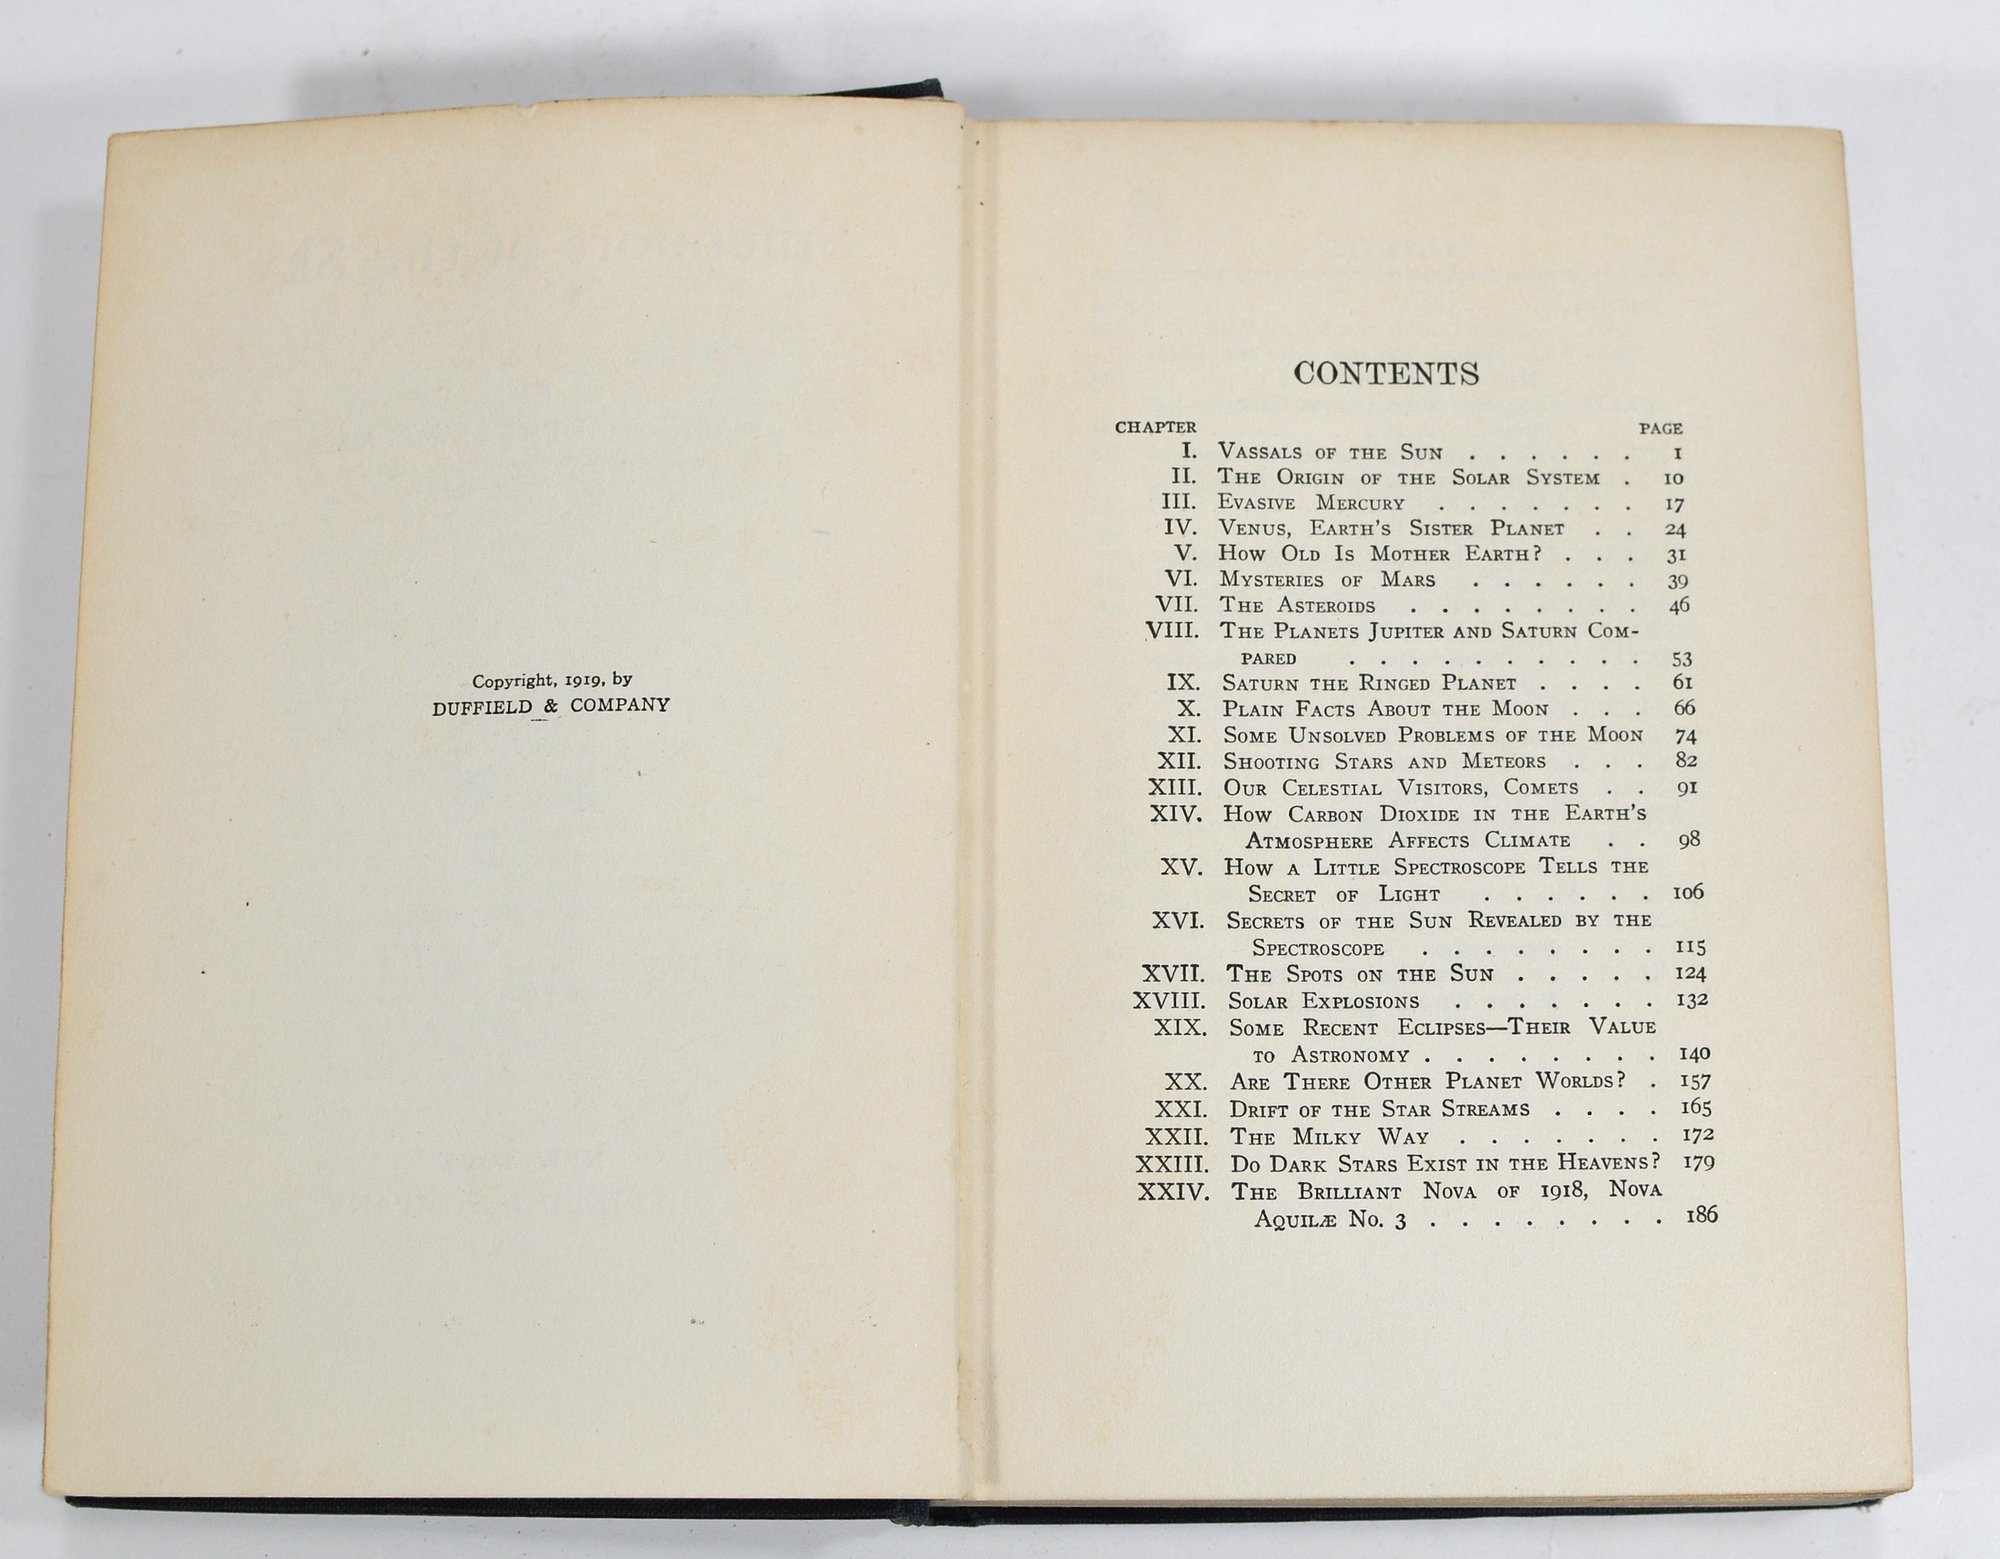 Copyright, 1919, by
DUFFIELD & COMPANY
CONTENTS
CHAPTER PAGE
I. Vassals of the Sun . . . . . . 1
II. The Origin of the Solar System . 10
III. Evasive Mercury . . . . . . . 17
IV. Venus, Earth's Sister Planet . . 24
V. How Old Is Mother Earth? . . . 31
VI. Mysteries of Mars . . . . . . 39
VII. The Asteroids . . . . . . . . 46
VIII. The Planets Jupiter and Saturn Com-
pared . . . . . . . . . . 53
IX. Saturn the Ringed Planet . . . . 61
X. Plain Facts About the Moon . . . 66
XI. Some Unsolved Problems of the Moon 74
XII. Shooting Stars and Meteors . . . 82
XIII. Our Celestial Visitors, Comets . . 91
XIV. How Carbon Dioxide in the Earth's
Atmosphere Affects Climate . . 98
XV. How a Little Spectroscope Tells the
Secret of Light . . . . . . 106
XVI. Secrets of the Sun Revealed by the
Spectroscope . . . . . . . . 115
XVII. The Spots on the Sun . . . . . 124
XVIII. Solar Explosions . . . . . . . 132
XIX. Some Recent Eclipses—Their Value
to Astronomy . . . . . . . . 140
XX. Are There Other Planet Worlds? . 157
XXI. Drift of the Star Streams . . . . 165
XXII. The Milky Way . . . . . . . 172
XXIII. Do Dark Stars Exist in the Heavens? 179
XXIV. The Brilliant Nova of 1918, Nova
Aquilæ No. 3 . . . . . . . . 186